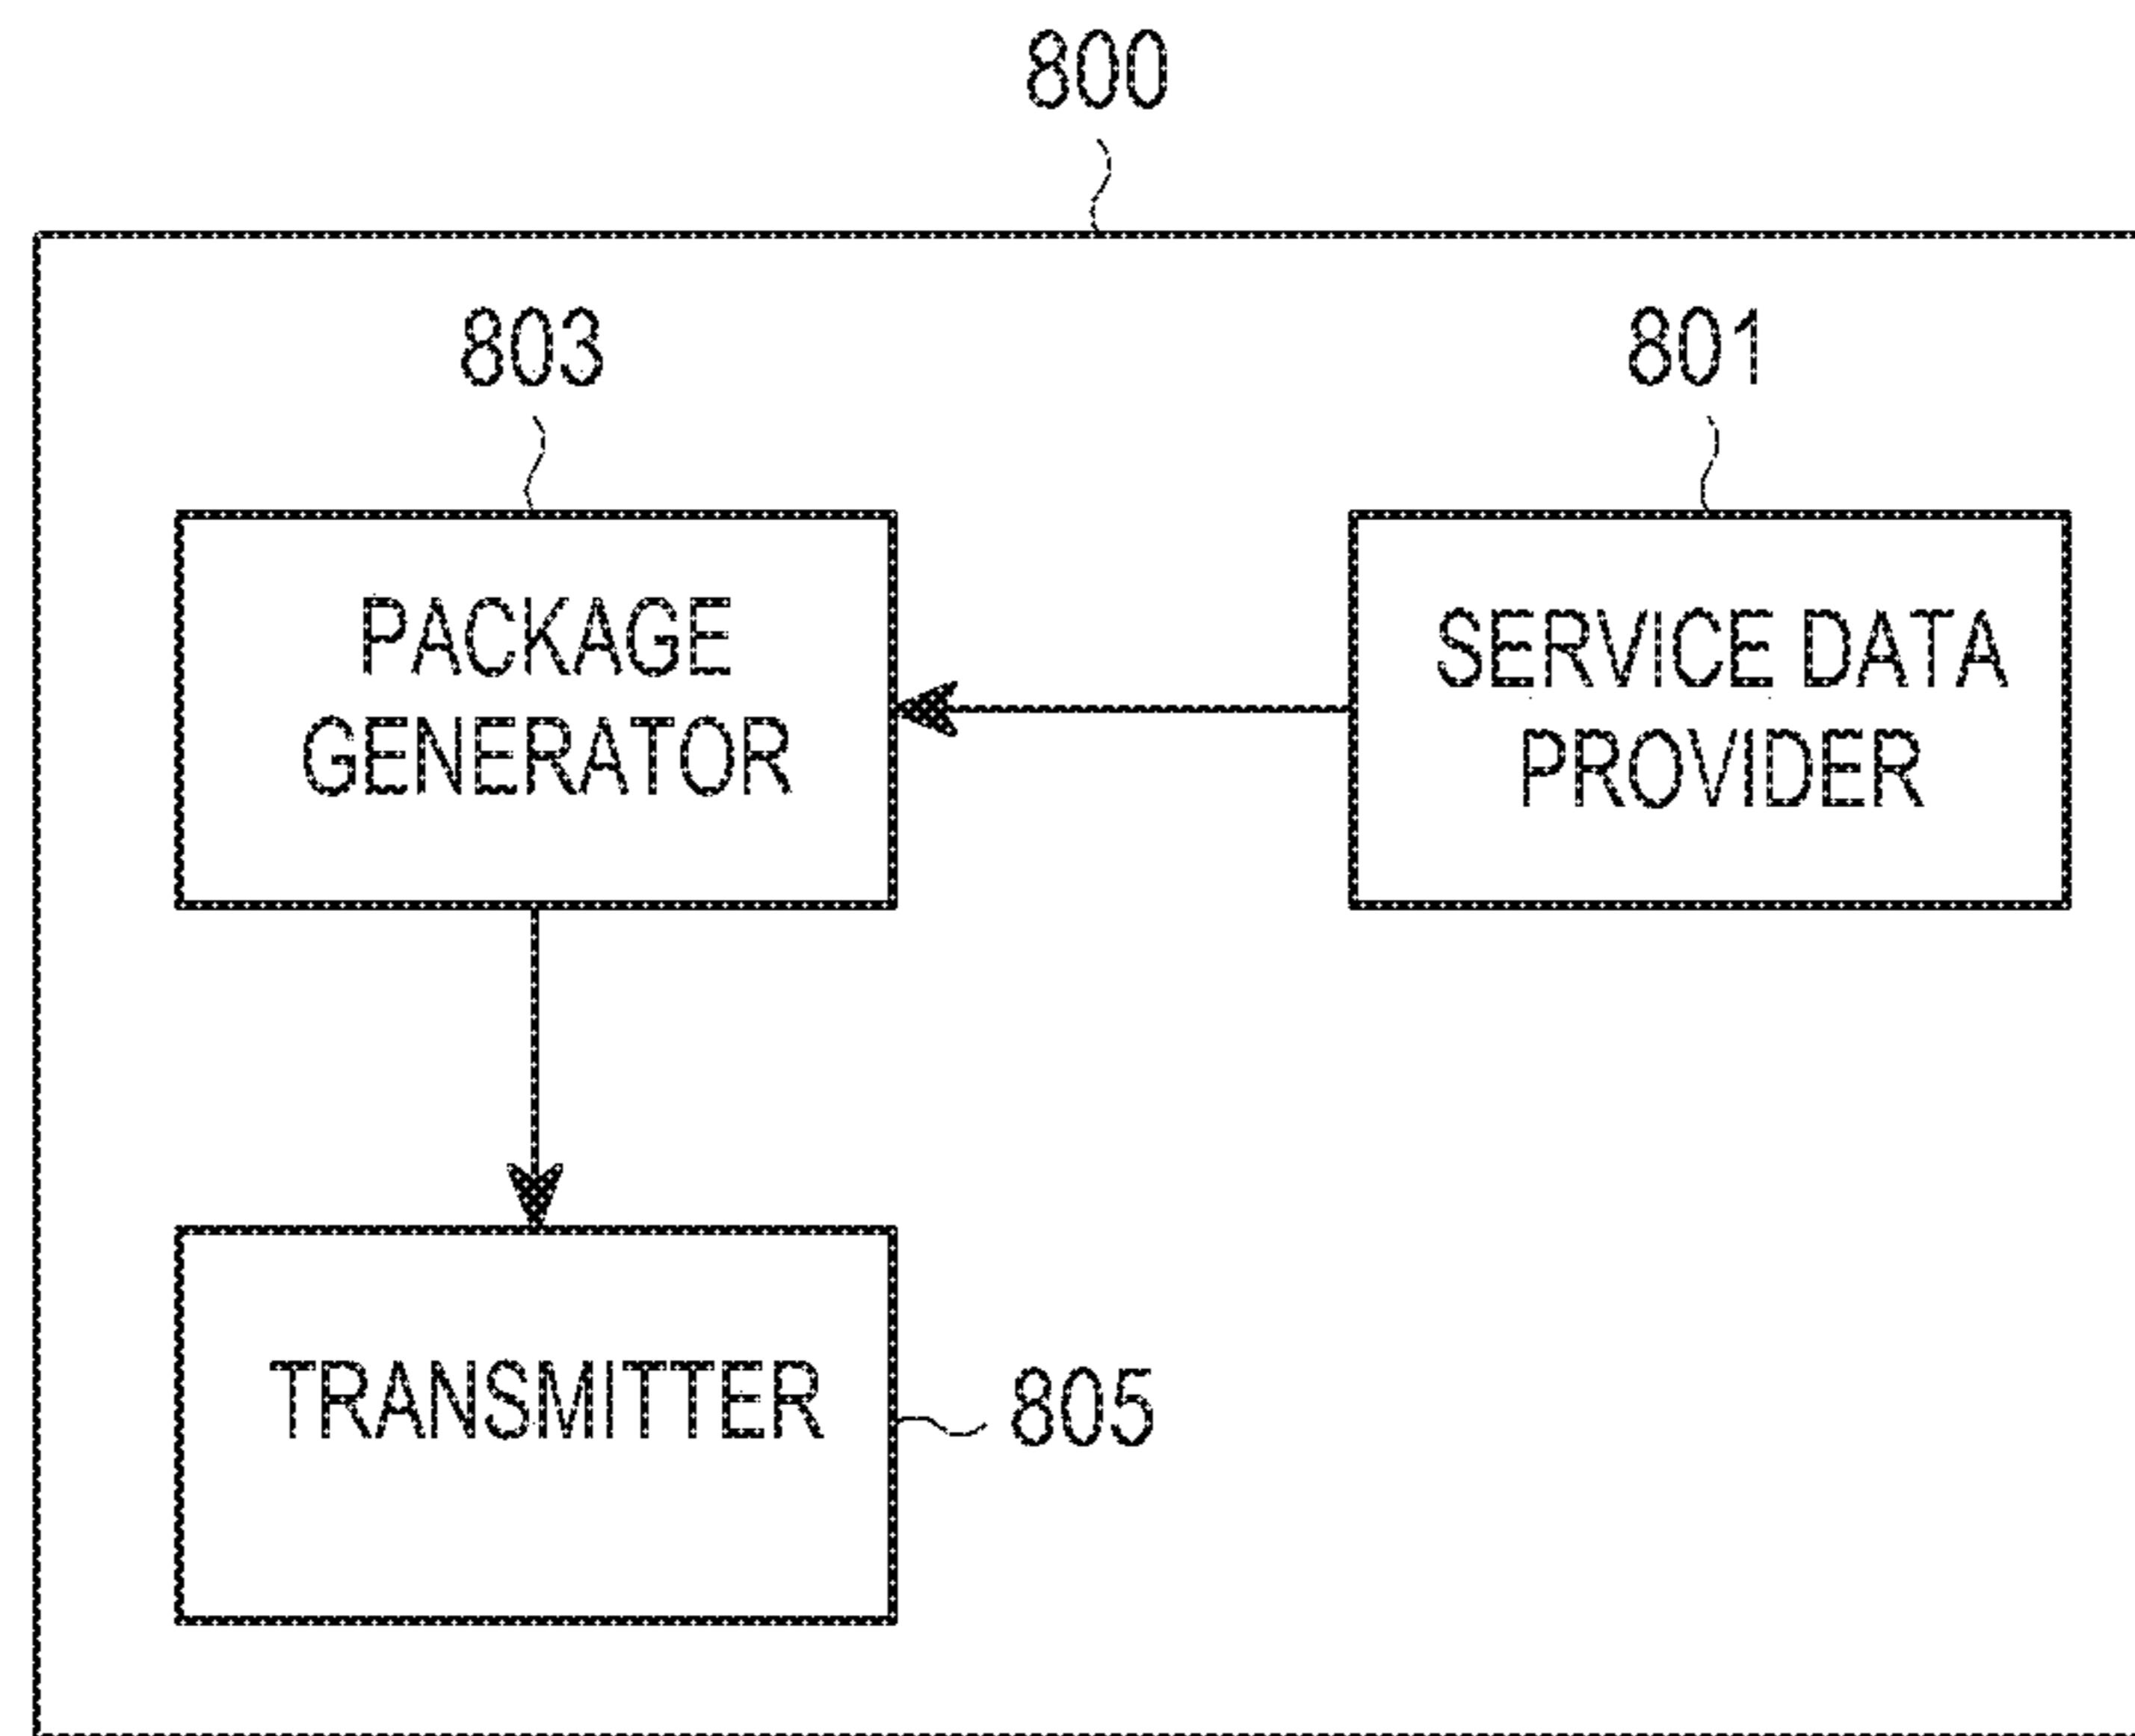 800
803
801
PACKAGE
GENERATOR
SERVICE DATA
PROVIDER
TRANSMITTER
805